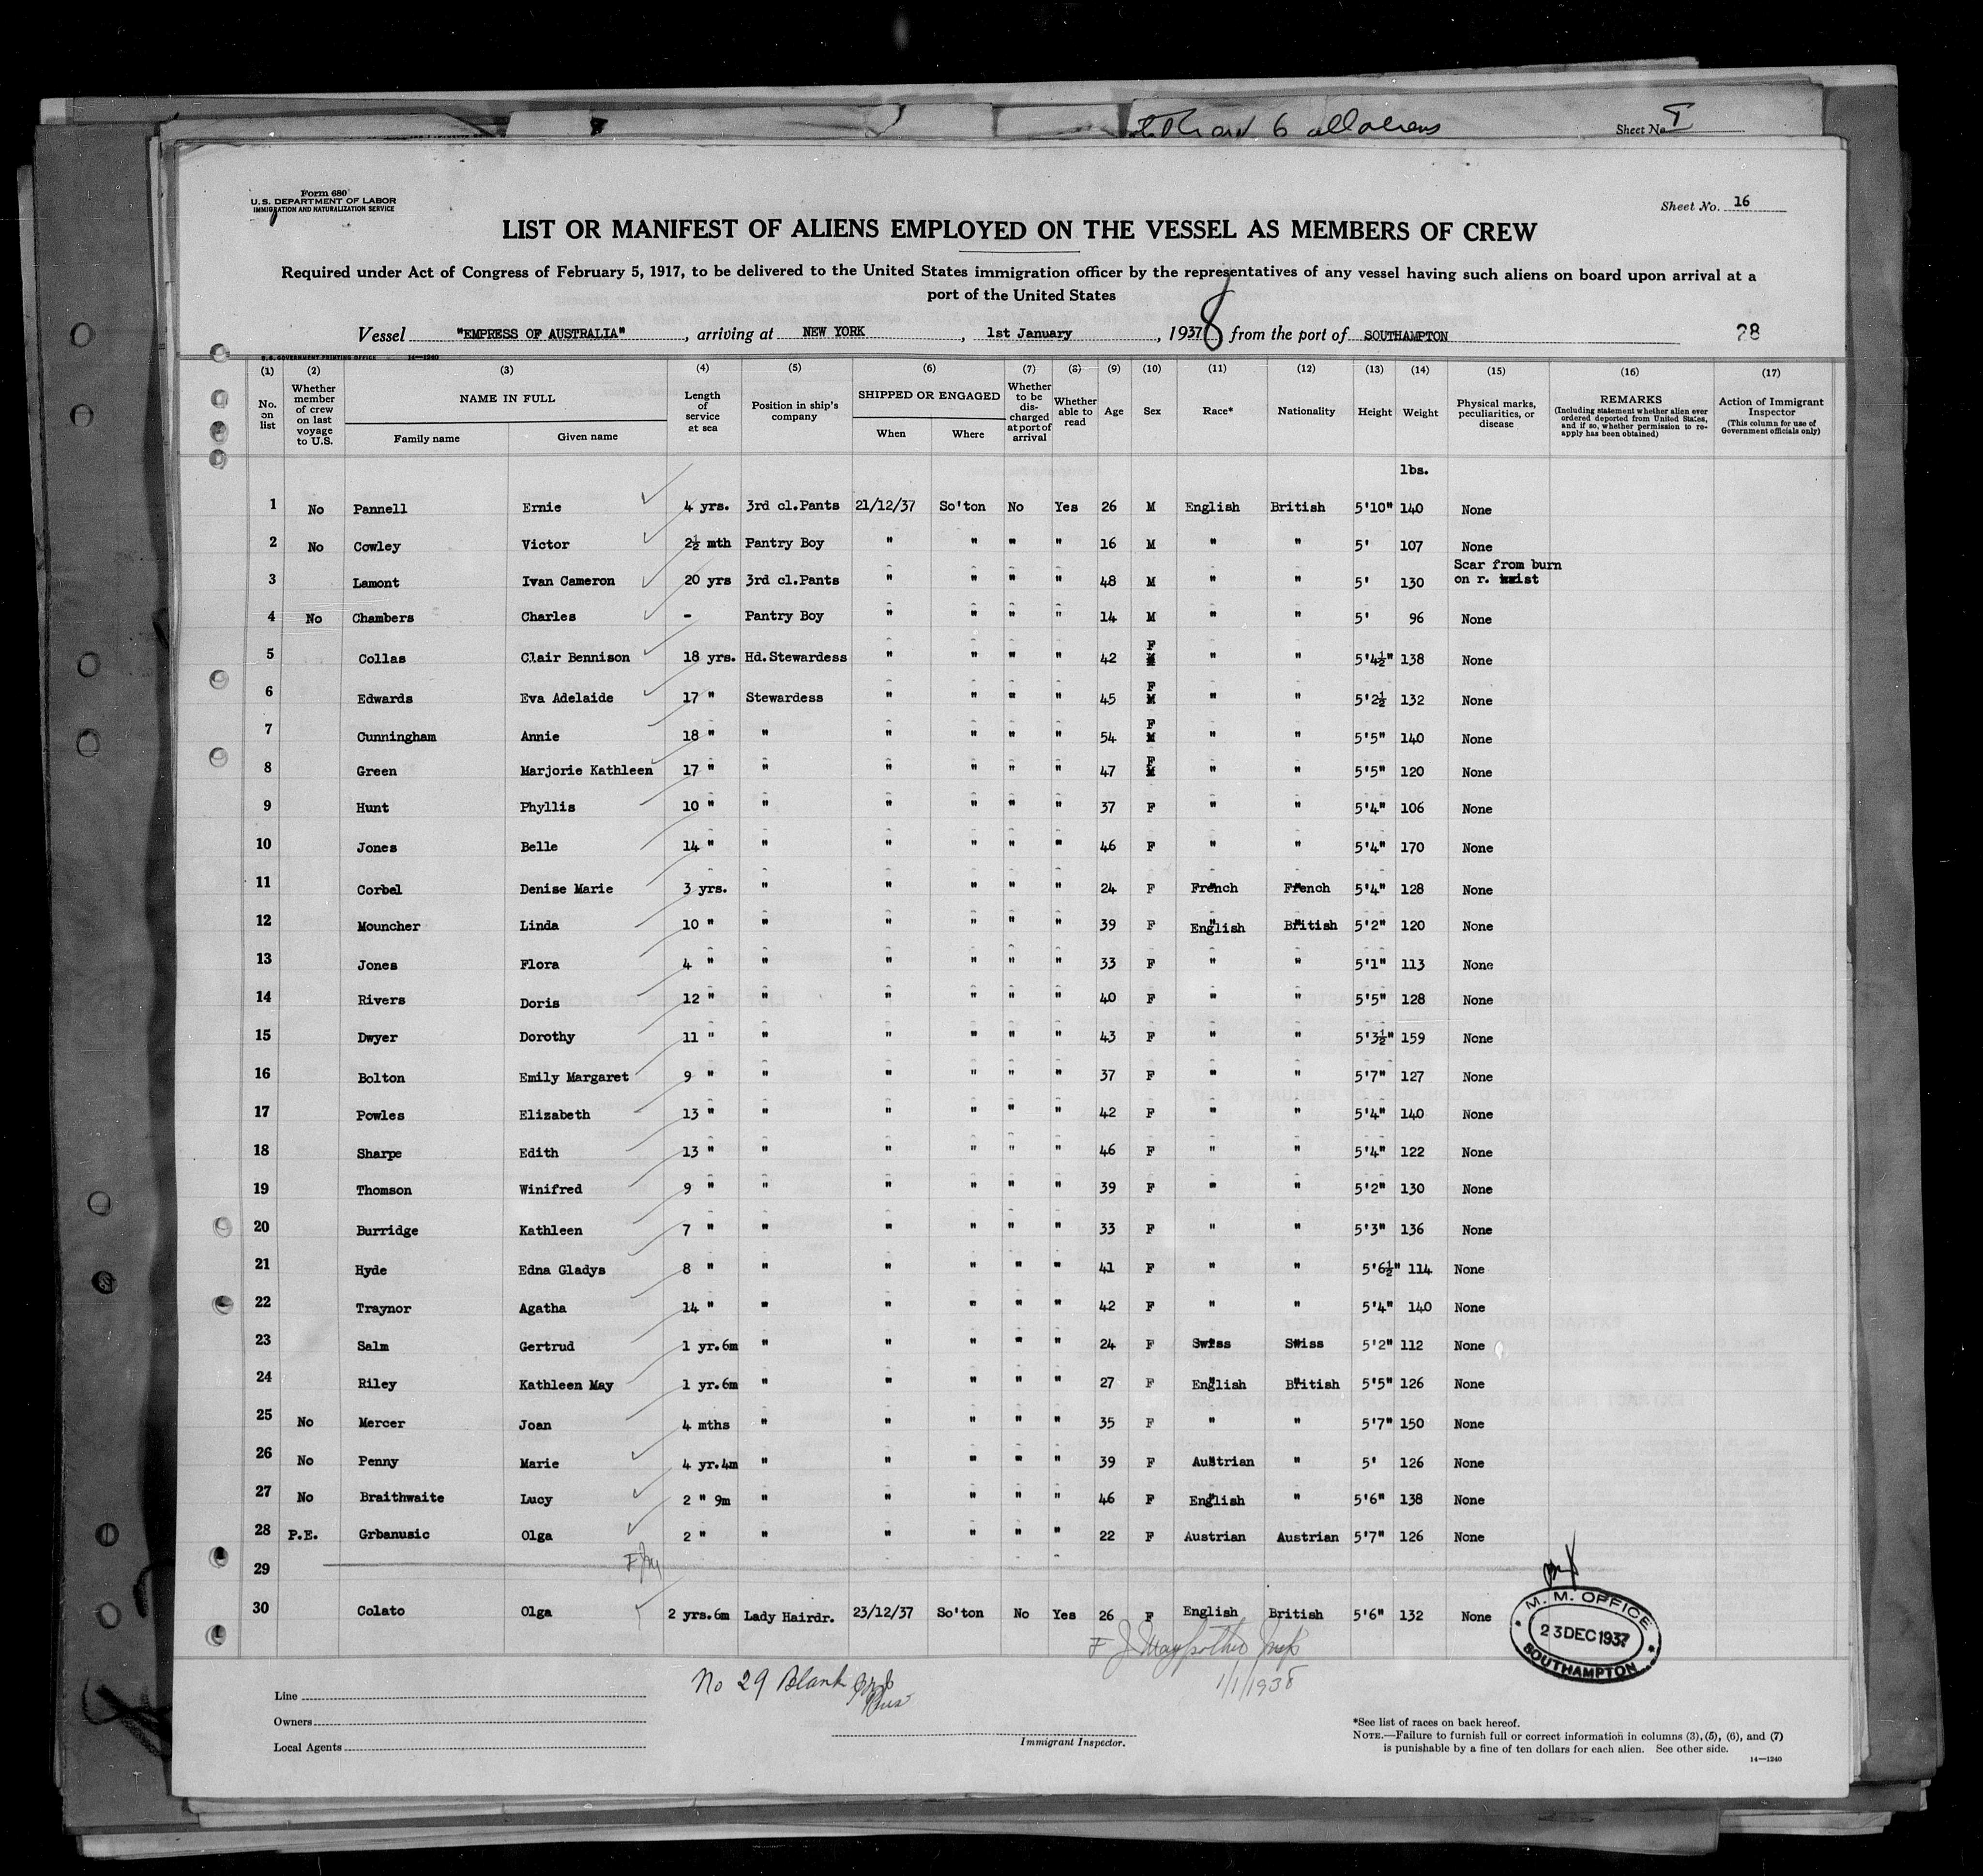 Sheet No.
Form 680
U.S. DEPARTMENT OF LABOR
IMMIGRATION AND NATURALIZATION SERVICE
Sheet No. 16
LIST OR MANIFEST OF ALIENS EMPLOYED ON THE VESSEL AS MEMBERS OF CREW
Required under Act of Congress of February 5, 1917, to be delivered to the United States immigration officer by the representatives of any vessel having such aliens on board upon arrival at a
port of the United States
Vessel "EMPRESS OF AUSTRALIA", arriving at NEW YORK, 1st January, 1937 8 from the port of SOUTHAMPTON 28
U.S. GOVERNMENT PRINTING OFFICE 14—1240
(1) No. on list (2) Whether member of crew on last voyage to U.S. (3) NAME IN FULL Family name Given name (4) Length of service at sea (5) Position in ship's company (6) SHIPPED OR ENGAGED When Where (7) Whether to be discharged at port of arrival (8) Whether able to read (9) Age (10) Sex (11) Race* (12) Nationality (13) Height (14) Weight (15) Physical marks, peculiarities, or disease (16) REMARKS (Including statement whether alien ever ordered deported from United States, and if so, whether permission to re-apply has been obtained) (17) Action of Immigrant Inspector (This column for use of Government officials only)
lbs.
1 No Pannell Ernie 4 yrs. 3rd cl.Pants 21/12/37 So'ton No Yes 26 M English British 5'10" 140 None
2 No Cowley Victor 2½ mth Pantry Boy " " " " 16 M " " 5' 107 None
3 Lamont Ivan Cameron 20 yrs 3rd cl.Pants " " " " 48 M " " 5' 130 Scar from burn on r. wrist
4 No Chambers Charles - Pantry Boy " " " " 14 M " " 5' 96 None
5 Collas Clair Bennison 18 yrs. Hd.Stewardess " " " " 42 F " " 5'4½" 138 None
6 Edwards Eva Adelaide 17 " Stewardess " " " " 45 F " " 5'2½ 132 None
7 Cunningham Annie 18 " " " " " " 54 F " " 5'5" 140 None
8 Green Marjorie Kathleen 17 " " " " " " 47 F " " 5'5" 120 None
9 Hunt Phyllis 10 " " " " " " 37 F " " 5'4" 106 None
10 Jones Belle 14 " " " " " " 46 F " " 5'4" 170 None
11 Corbel Denise Marie 3 yrs. " " " " " 24 F French French 5'4" 128 None
12 Mouncher Linda 10 " " " " " " 39 F English British 5'2" 120 None
13 Jones Flora 4 " " " " " " 33 F " " 5'1" 113 None
14 Rivers Doris 12 " " " " " " 40 F " " 5'5" 128 None
15 Dwyer Dorothy 11 " " " " " " 43 F " " 5'3½" 159 None
16 Bolton Emily Margaret 9 " " " " " " 37 F " " 5'7" 127 None
17 Powles Elizabeth 13 " " " " " " 42 F " " 5'4" 140 None
18 Sharpe Edith 13 " " " " " " 46 F " " 5'4" 122 None
19 Thomson Winifred 9 " " " " " " 39 F " " 5'2" 130 None
20 Burridge Kathleen 7 " " " " " " 33 F " " 5'3" 136 None
21 Hyde Edna Gladys 8 " " " " " " 41 F " " 5'6½" 114 None
22 Traynor Agatha 14 " " " " " " 42 F " " 5'4" 140 None
23 Salm Gertrud 1 yr.6m " " " " " 24 F Swiss Swiss 5'2" 112 None
24 Riley Kathleen May 1 yr.6m " " " " " 27 F English British 5'5" 126 None
25 No Mercer Joan 4 mths " " " " " 35 F " " 5'7" 150 None
26 No Penny Marie 4 yr.4m " " " " " 39 F Austrian " 5' 126 None
27 No Braithwaite Lucy 2 " 9m " " " " " 46 F English " 5'6" 138 None
28 P.E. Grbanusic Olga 2 " " " " " " 22 F Austrian Austrian 5'7" 126 None
29
30 Colato Olga 2 yrs.6m Lady Hairdr. 23/12/37 So'ton No Yes 26 F English British 5'6" 132 None
M. M. OFFICE
23 DEC 1937
SOUTHAMPTON
1/1/1938
No 29 Blank
Line
Owners
Local Agents
Immigrant Inspector.
*See list of races on back hereof.
NOTE.—Failure to furnish full or correct information in columns (3), (5), (6), and (7)
is punishable by a fine of ten dollars for each alien. See other side.
14—1240